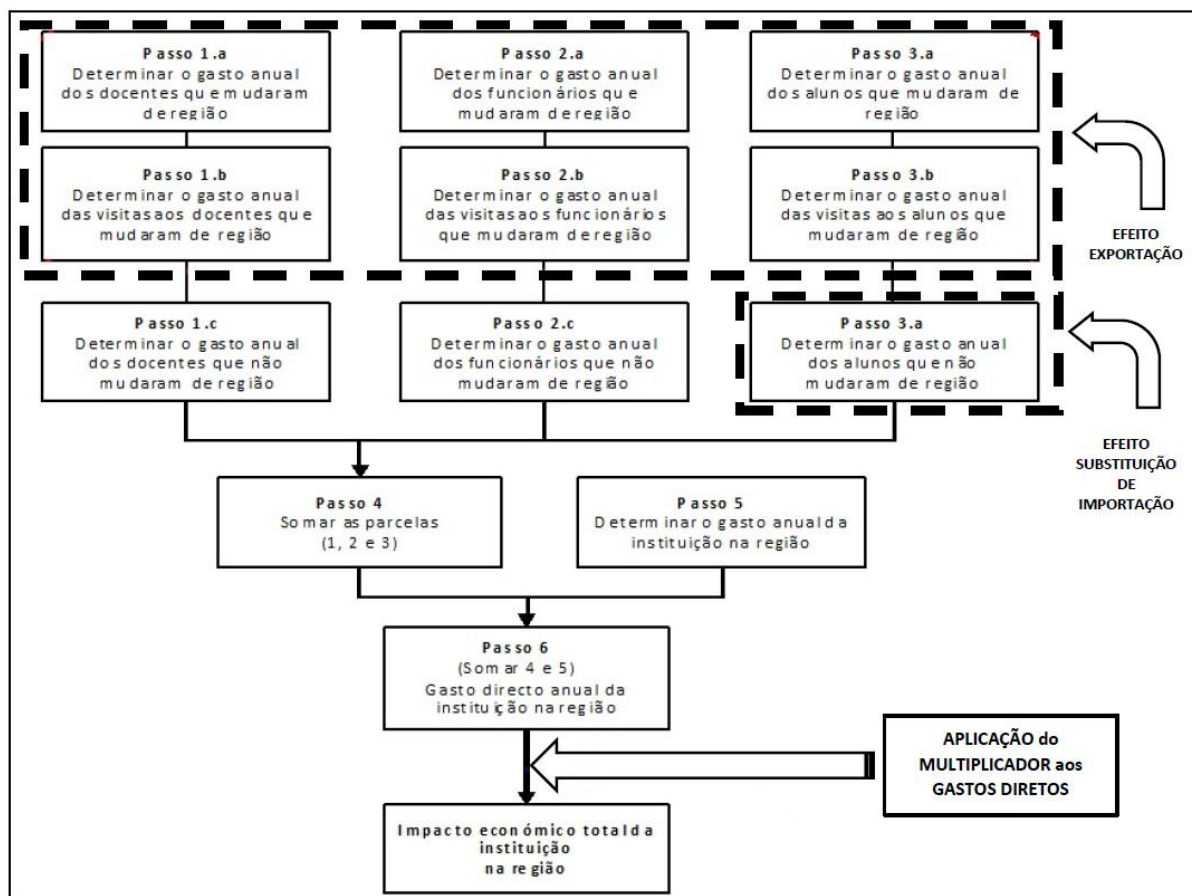 Passo 1.a
Determinar o gasto anual
dos docentes que mudaram
de região
Passo 2.a
Determinar o gasto anual
dos funcionários que
mudaram de região
Passo 3.a
Determinar o gasto anual
dos alunos que mudaram de
região
Passo 1.b
Determinar o gasto anual
das visitas aos docentes que
mudaram de região
Passo 2.b
Determinar o gasto anual
das visitas aos funcionários
que mudaram de região
Passo 3.b
Determinar o gasto anual
das visitas aos alunos que
mudaram de região
EFEITO
EXPORTAÇÃO
Passo 1.c
Determinar o gasto anual
dos docentes que não
mudaram de região
Passo 2.c
Determinar o gasto anual
dos funcionários que não
mudaram de região
Passo 3.a
Determinar o gasto anual
dos alunos que não
mudaram de região
EFEITO
SUBSTITUIÇÃO
DE
IMPORTAÇÃO
Passo 4
Somar as parcelas
(1, 2 e 3)
Passo 5
Determinar o gasto anual da
instituição na região
Passo 6
(Somar 4 e 5)
Gasto directo anual da
instituição na região
APLICAÇÃO do
MULTIPLICADOR aos
GASTOS DIRETOS
Impacto económico total da
instituição
na região